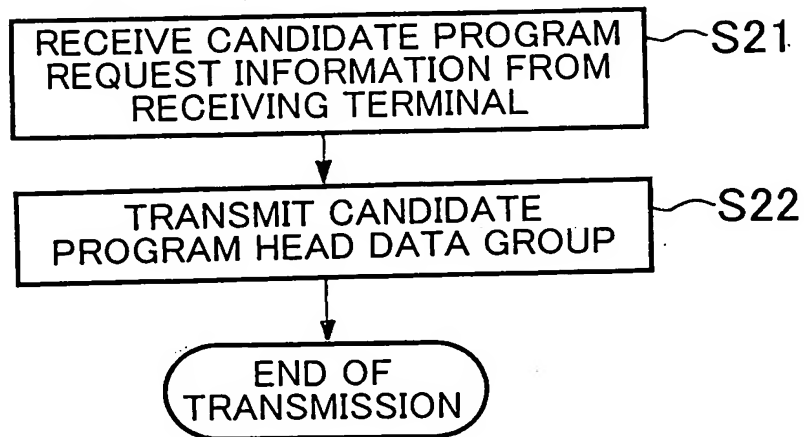 RECEIVE CANDIDATE PROGRAM
REQUEST INFORMATION FROM
RECEIVING TERMINAL
S21
TRANSMIT CANDIDATE
PROGRAM HEAD DATA GROUP
S22
END OF
TRANSMISSION